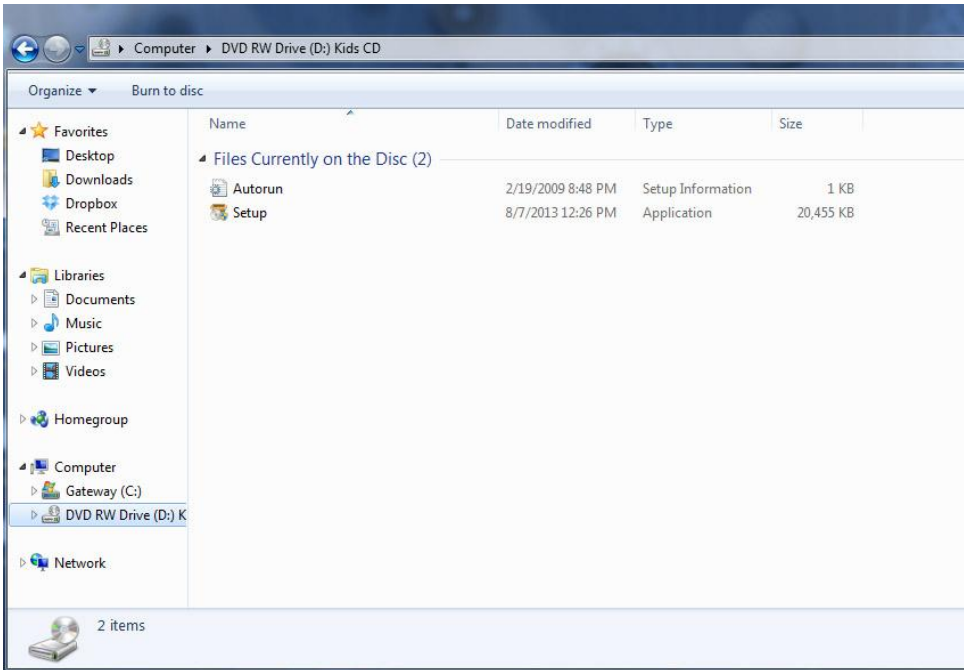 Computer DVD RW Drive (D:) Kids CD
Organize Burn to disc
Name Date modified Type Size
Favorites
Desktop
Downloads
Dropbox
Recent Places
Libraries
Documents
Music
Pictures
Videos
Homegroup
Computer
Gateway (C:)
DVD RW Drive (D:) K
Network
Files Currently on the Disc (2)
Autorun 2/19/2009 8:48 PM Setup Information 1 KB
Setup 8/7/2013 12:26 PM Application 20,455 KB
2 items